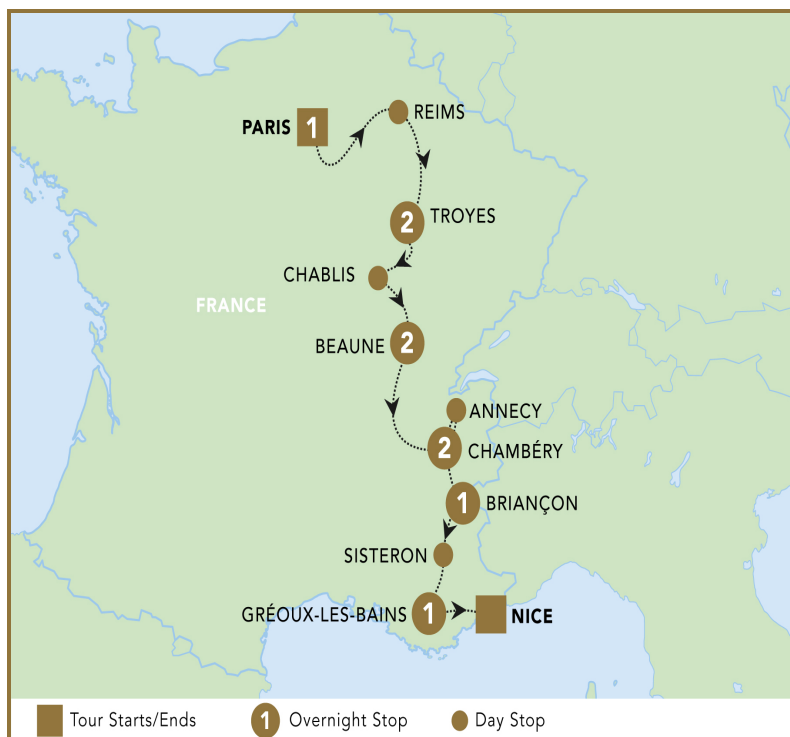 PARIS 1
REIMS
2 TROYES
CHABLIS
FRANCE
BEAUNE 2
ANNECY
2 CHAMBÉRY
1 BRIANÇON
SISTERON
GRÉOUX-LES-BAINS 1
NICE
Tour Starts/Ends 1 Overnight Stop Day Stop